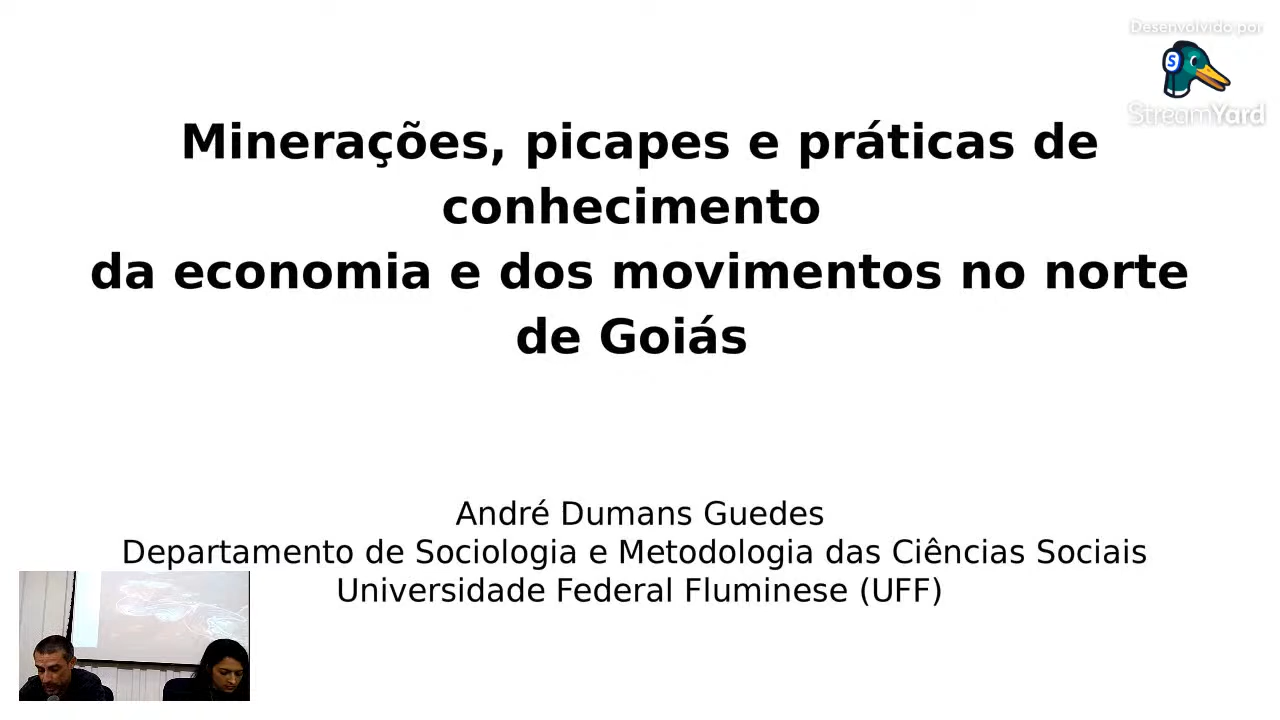 Desenvolvido por
S
StreamYard
Minerações, picapes e práticas de
conhecimento
da economia e dos movimentos no norte
de Goiás
André Dumans Guedes
Departamento de Sociologia e Metodologia das Ciências Sociais
Universidade Federal Fluminese (UFF)